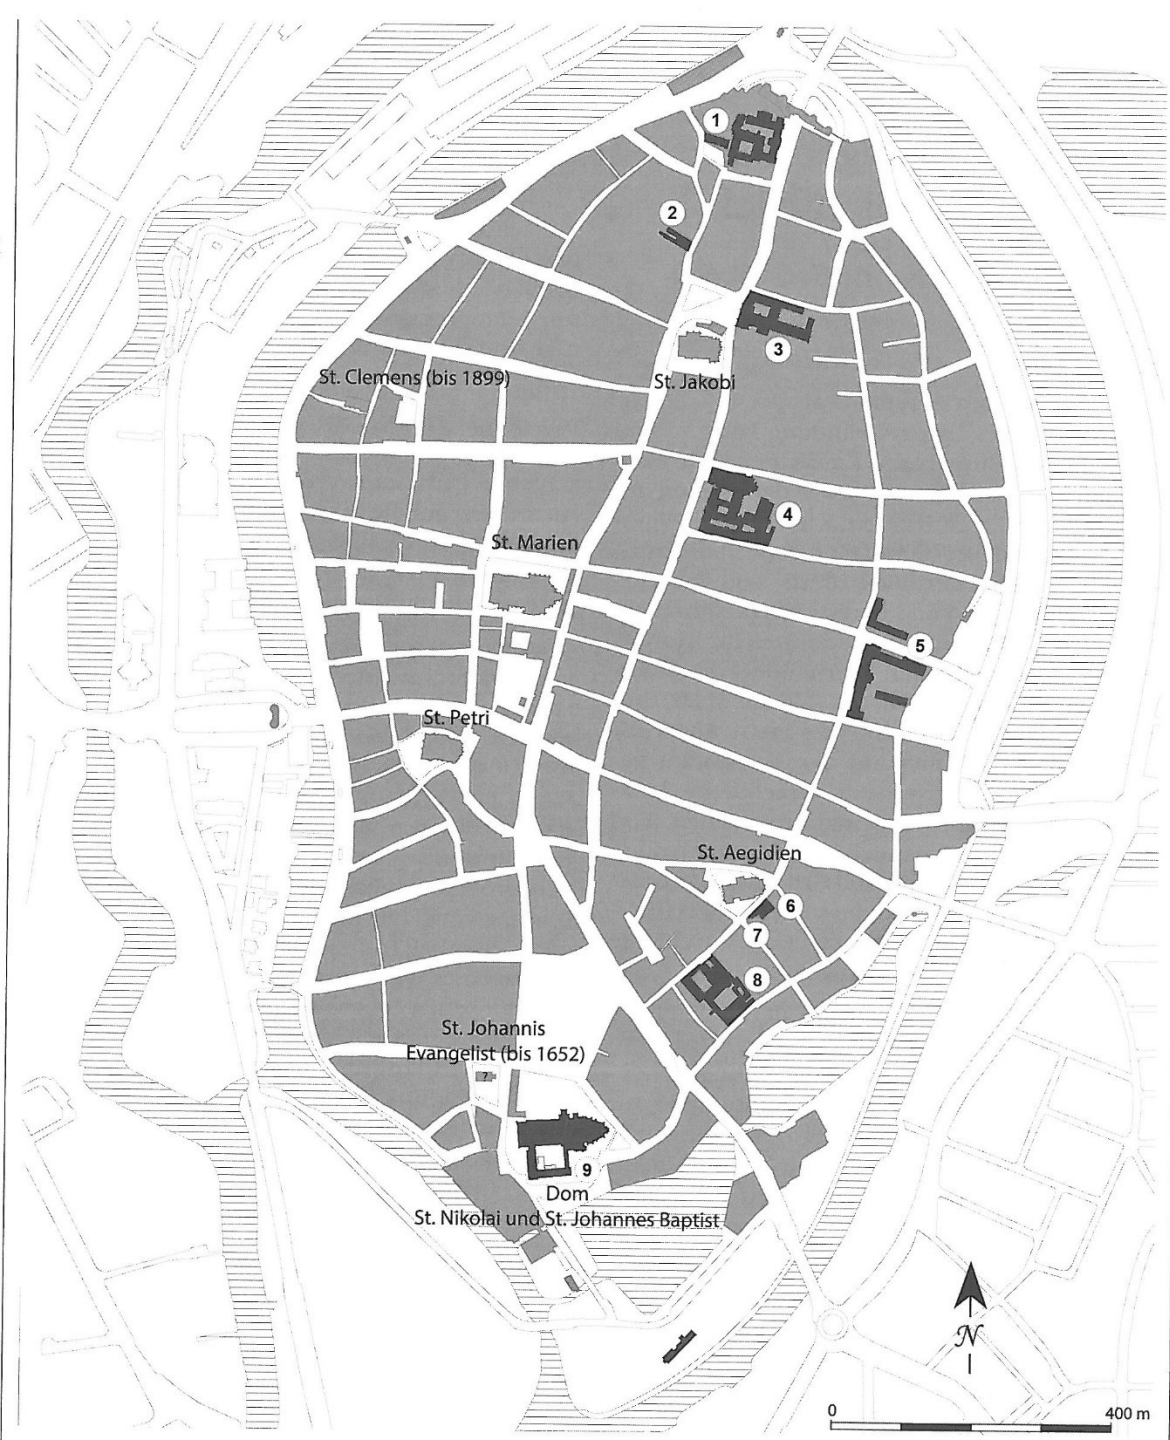 1
2
3
St. Clemens (bis 1899)
St. Jakobi
4
St. Marien
5
St. Petri
St. Aegidien
6
7
8
St. Johannis
Evangelist (bis 1652)
?
9
Dom
St. Nikolai und St. Johannes Baptist
N
0 400 m